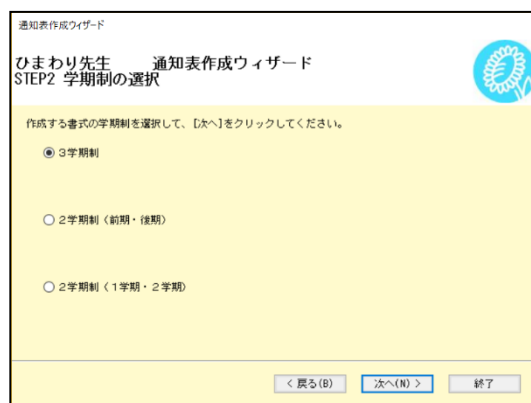 通知表作成ウィザード
ひまわり先生　　通知表作成ウィザード
STEP2 学期制の選択
作成する書式の学期制を選択して、[次へ]をクリックしてください。
3学期制
2学期制（前期・後期）
2学期制（1学期・2学期）
< 戻る(B)　次へ(N) >　終了